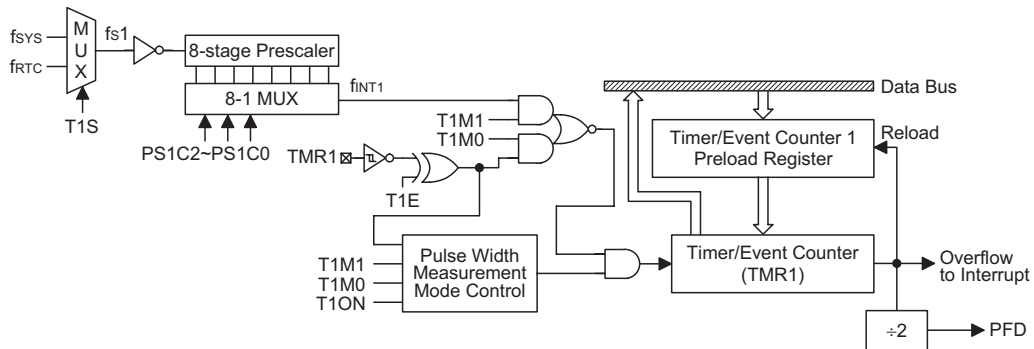 fSYS
fRTC
M
U
X
T1S
fS1
8-stage Prescaler
8-1 MUX
PS1C2~PS1C0
fINT1
T1M1
T1M0
TMR1
T1E
T1M1
T1M0
T1ON
Pulse Width
Measurement
Mode Control
Data Bus
Timer/Event Counter 1
Preload Register
Reload
Timer/Event Counter
(TMR1)
Overflow
to Interrupt
÷2
PFD